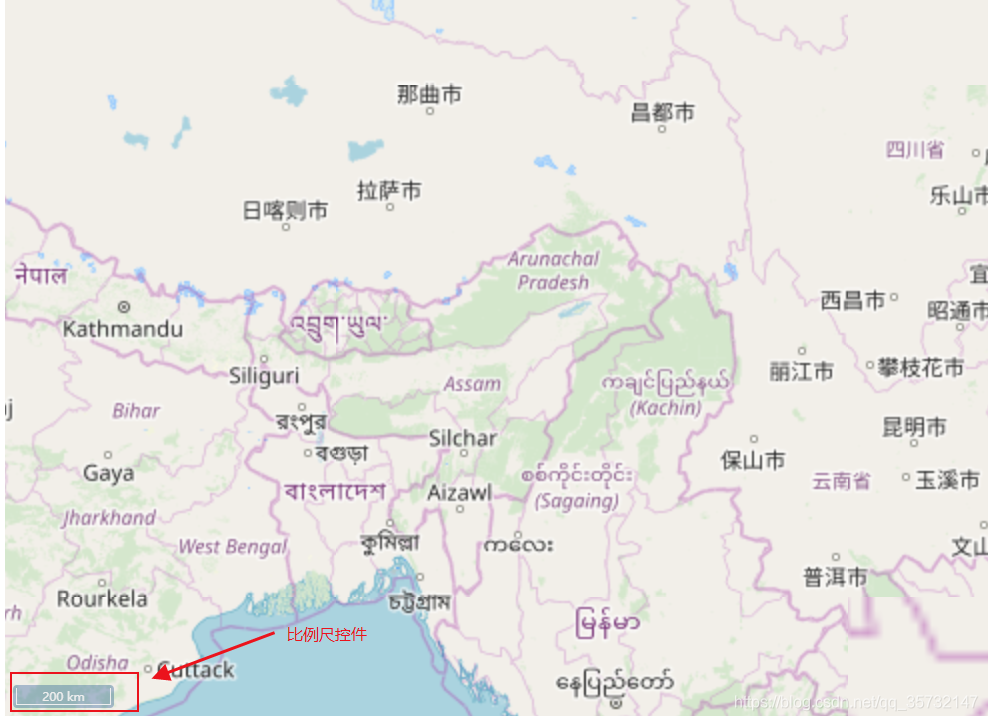 那曲市
昌都市
四川省
拉萨市
乐山市
日喀则市
Arunachal
Pradesh
नेपाल
宜
西昌市
昭通市
Kathmandu
འབྲུག་ཡུལ་
丽江市
攀枝花市
Siliguri
Assam
ကချင်ပြည်နယ်
(Kachin)
Bihar
রংপুর
昆明市
Silchar
বগুড়া
保山市
Gaya
စစ်ကိုင်းတိုင်း
(Sagaing)
云南省
玉溪市
বাংলাদেশ
Aizawl
Jharkhand
West Bengal
কুমিল্লা
ကလေး
文山
普洱市
Rourkela
চট্টগ্রাম
rh
မြန်မာ
比例尺控件
Odisha
Cuttack
နေပြည်တော်
200 km
https://blog.csdn.net/qq_35732147